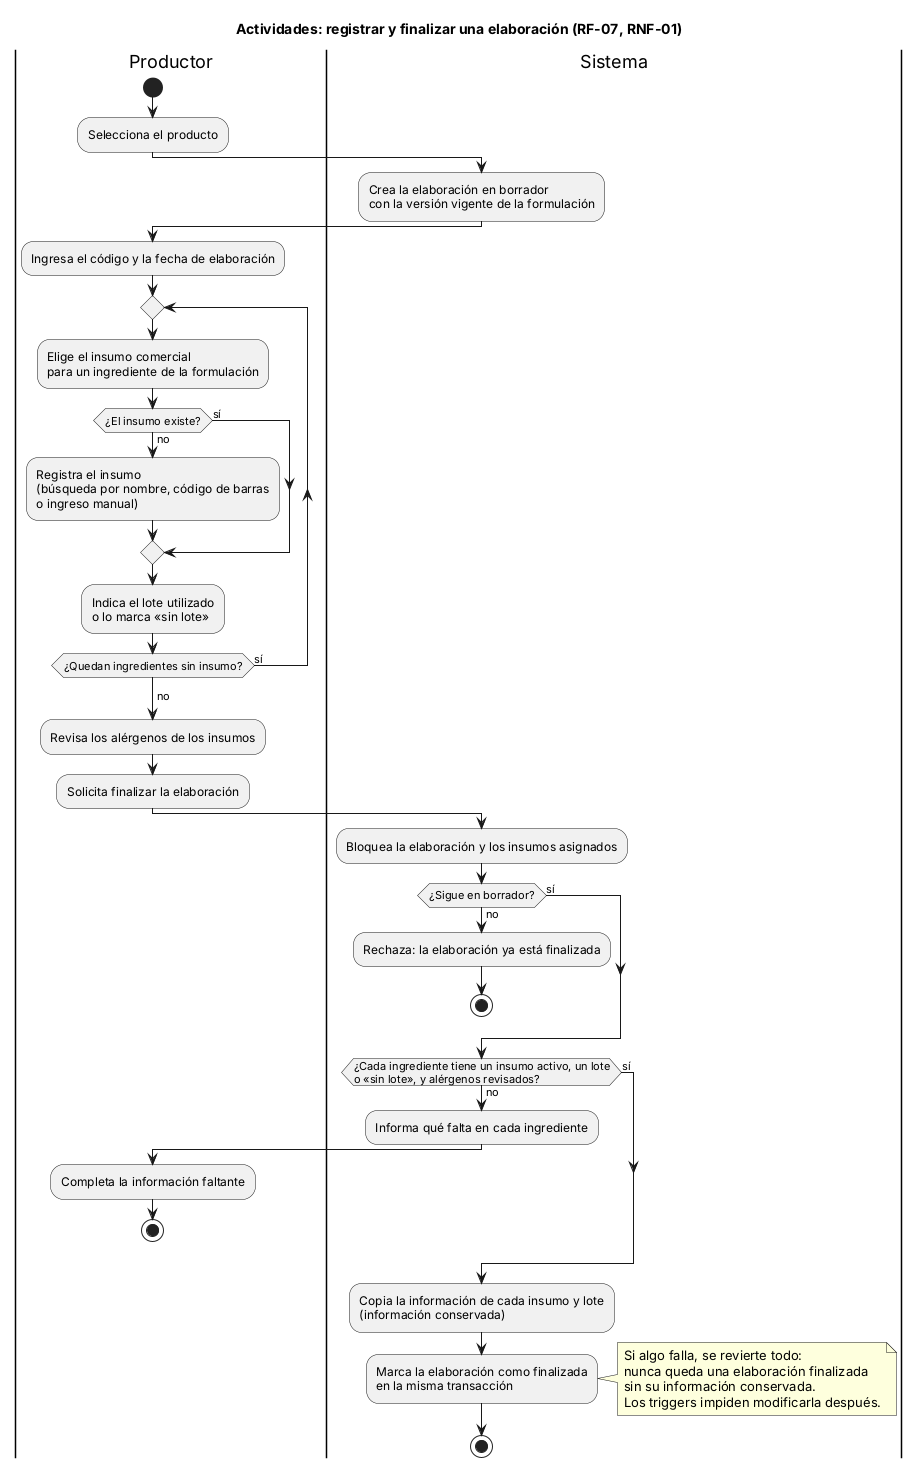 Actividades: registrar y finalizar una elaboración (RF-07, RNF-01)
Productor
Sistema
Selecciona el producto
Crea la elaboración en borrador
con la versión vigente de la formulación
Ingresa el código y la fecha de elaboración
Elige el insumo comercial
para un ingrediente de la formulación
¿El insumo existe?
sí
no
Registra el insumo
(búsqueda por nombre, código de barras
o ingreso manual)
Indica el lote utilizado
o lo marca «sin lote»
¿Quedan ingredientes sin insumo?
sí
no
Revisa los alérgenos de los insumos
Solicita finalizar la elaboración
Bloquea la elaboración y los insumos asignados
¿Sigue en borrador?
sí
no
Rechaza: la elaboración ya está finalizada
¿Cada ingrediente tiene un insumo activo, un lote
o «sin lote», y alérgenos revisados?
sí
no
Informa qué falta en cada ingrediente
Completa la información faltante
Copia la información de cada insumo y lote
(información conservada)
Marca la elaboración como finalizada
en la misma transacción
Si algo falla, se revierte todo:
nunca queda una elaboración finalizada
sin su información conservada.
Los triggers impiden modificarla después.